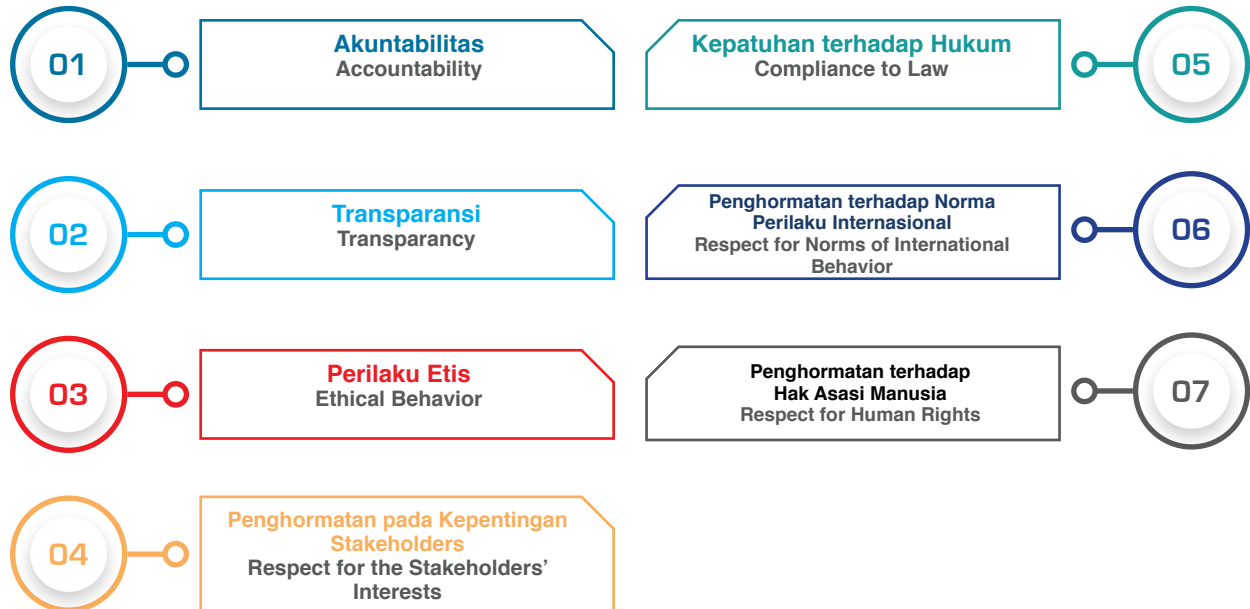 01
Akuntabilitas
Accountability
02
Transparansi
Transparancy
03
Perilaku Etis
Ethical Behavior
04
Penghormatan pada Kepentingan
Stakeholders
Respect for the Stakeholders’
Interests
Kepatuhan terhadap Hukum
Compliance to Law
05
Penghormatan terhadap Norma
Perilaku Internasional
Respect for Norms of International
Behavior
06
Penghormatan terhadap
Hak Asasi Manusia
Respect for Human Rights
07